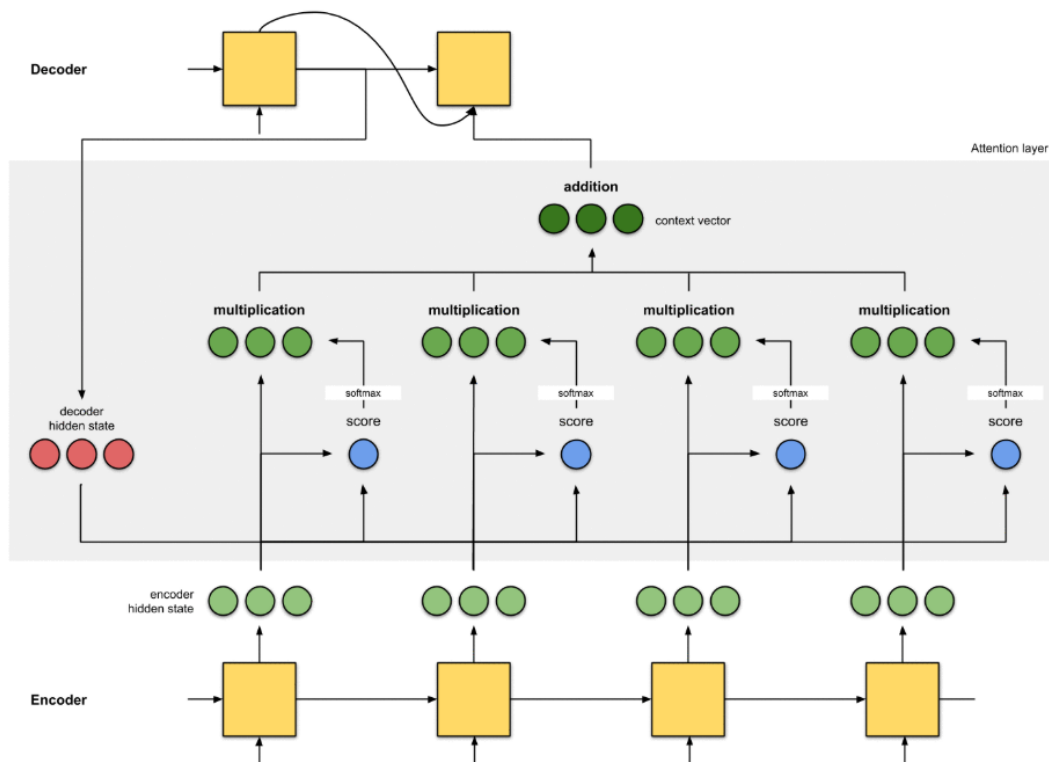 Decoder
Attention layer
addition
context vector
multiplication
multiplication
multiplication
multiplication
softmax
softmax
softmax
softmax
decoder
hidden state
score
score
score
score
encoder
hidden state
Encoder